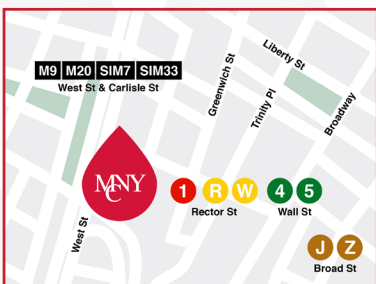 Liberty St
M9 M20 SIM7 SIM33
West St & Carlisle St
Greenwich St
Trinity Pl
Broadway
MCNY
1 R W 4 5
Rector St Wall St
West St
J Z
Broad St